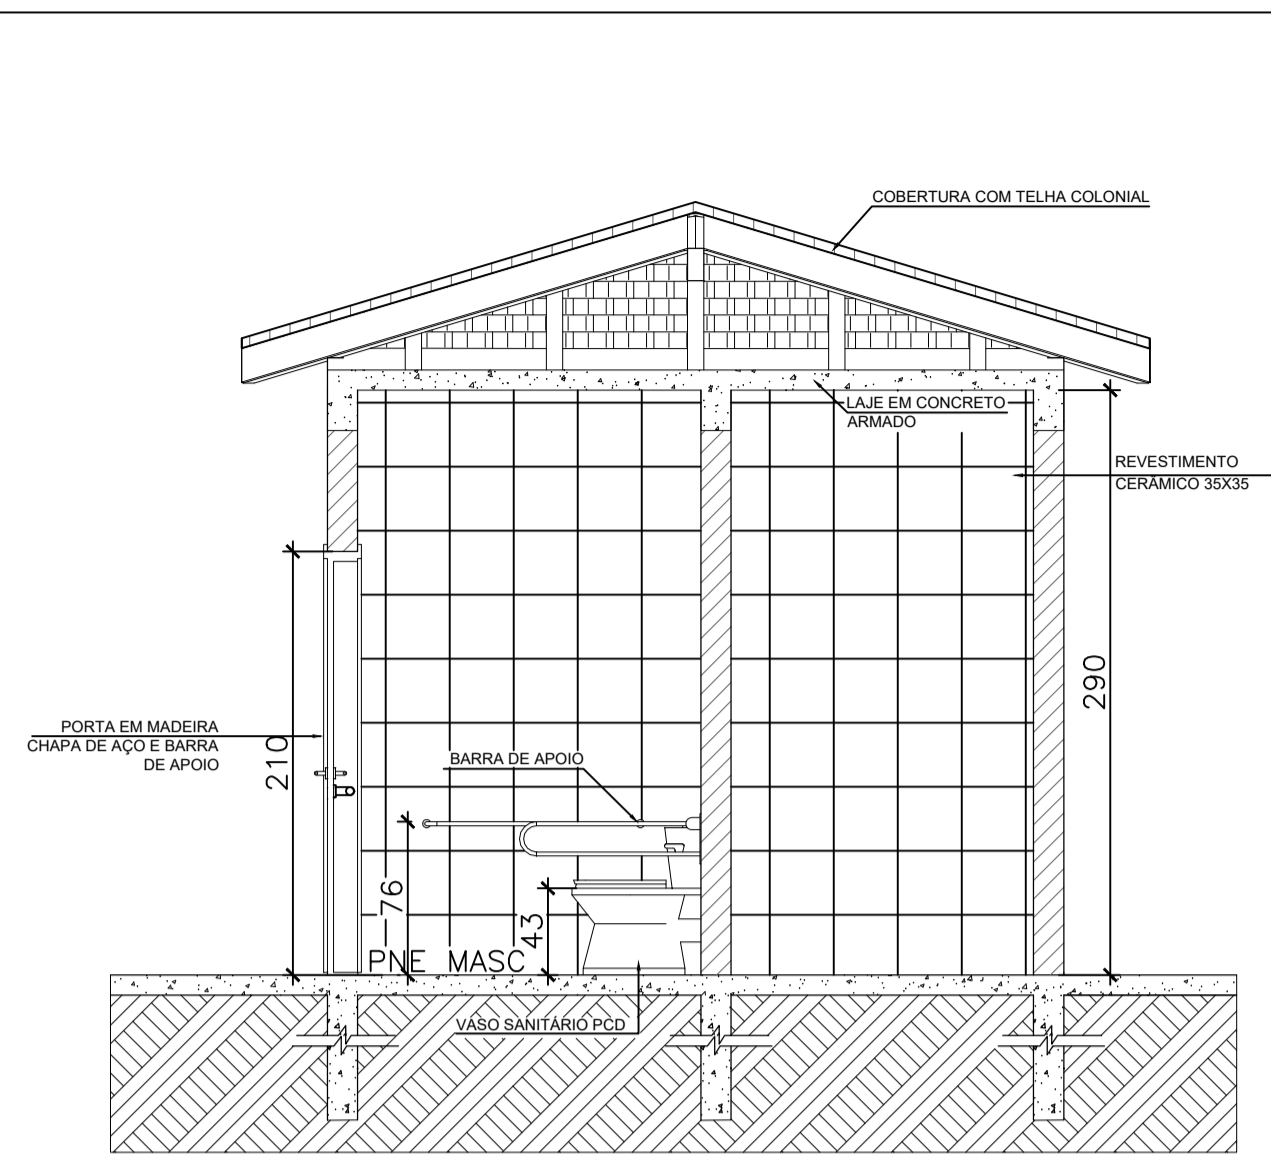 COBERTURA COM TELHA COLONIAL
LAJE EM CONCRETO
ARMADO
REVESTIMENTO
CERÂMICO 35X35
290
210
PORTA EM MADEIRA
CHAPA DE AÇO E BARRA
DE APOIO
BARRA DE APOIO
76
43
PNE MASC
VASO SANITÁRIO PCD